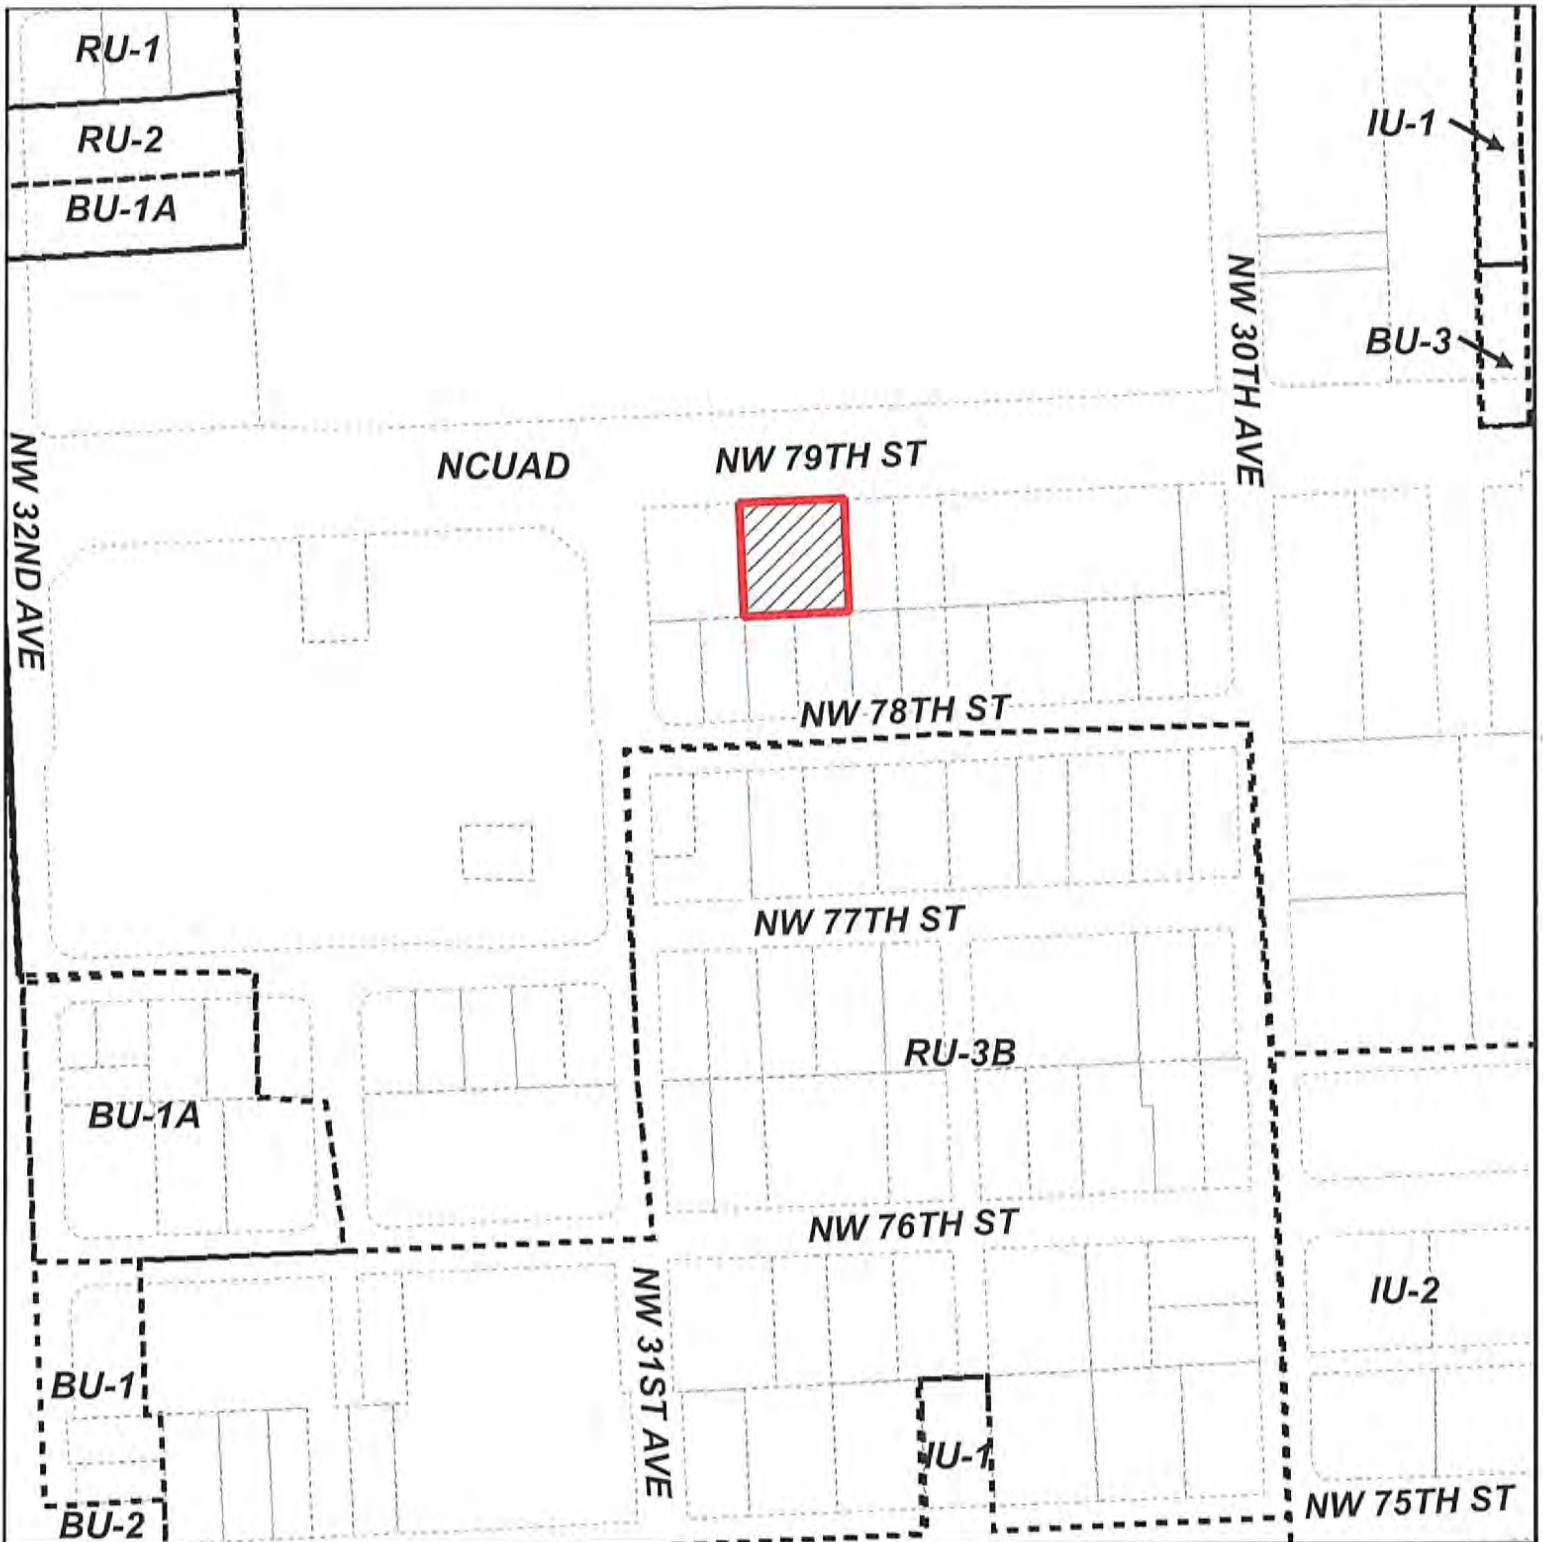 RU-1
IU-1
RU-2
BU-1A
NW 30TH AVE
BU-3
NW 32ND AVE
NCUAD
NW 79TH ST
NW 78TH ST
NW 77TH ST
RU-3B
BU-1A
NW 76TH ST
NW 31ST AVE
IU-2
BU-1
IU-1
NW 75TH ST
BU-2